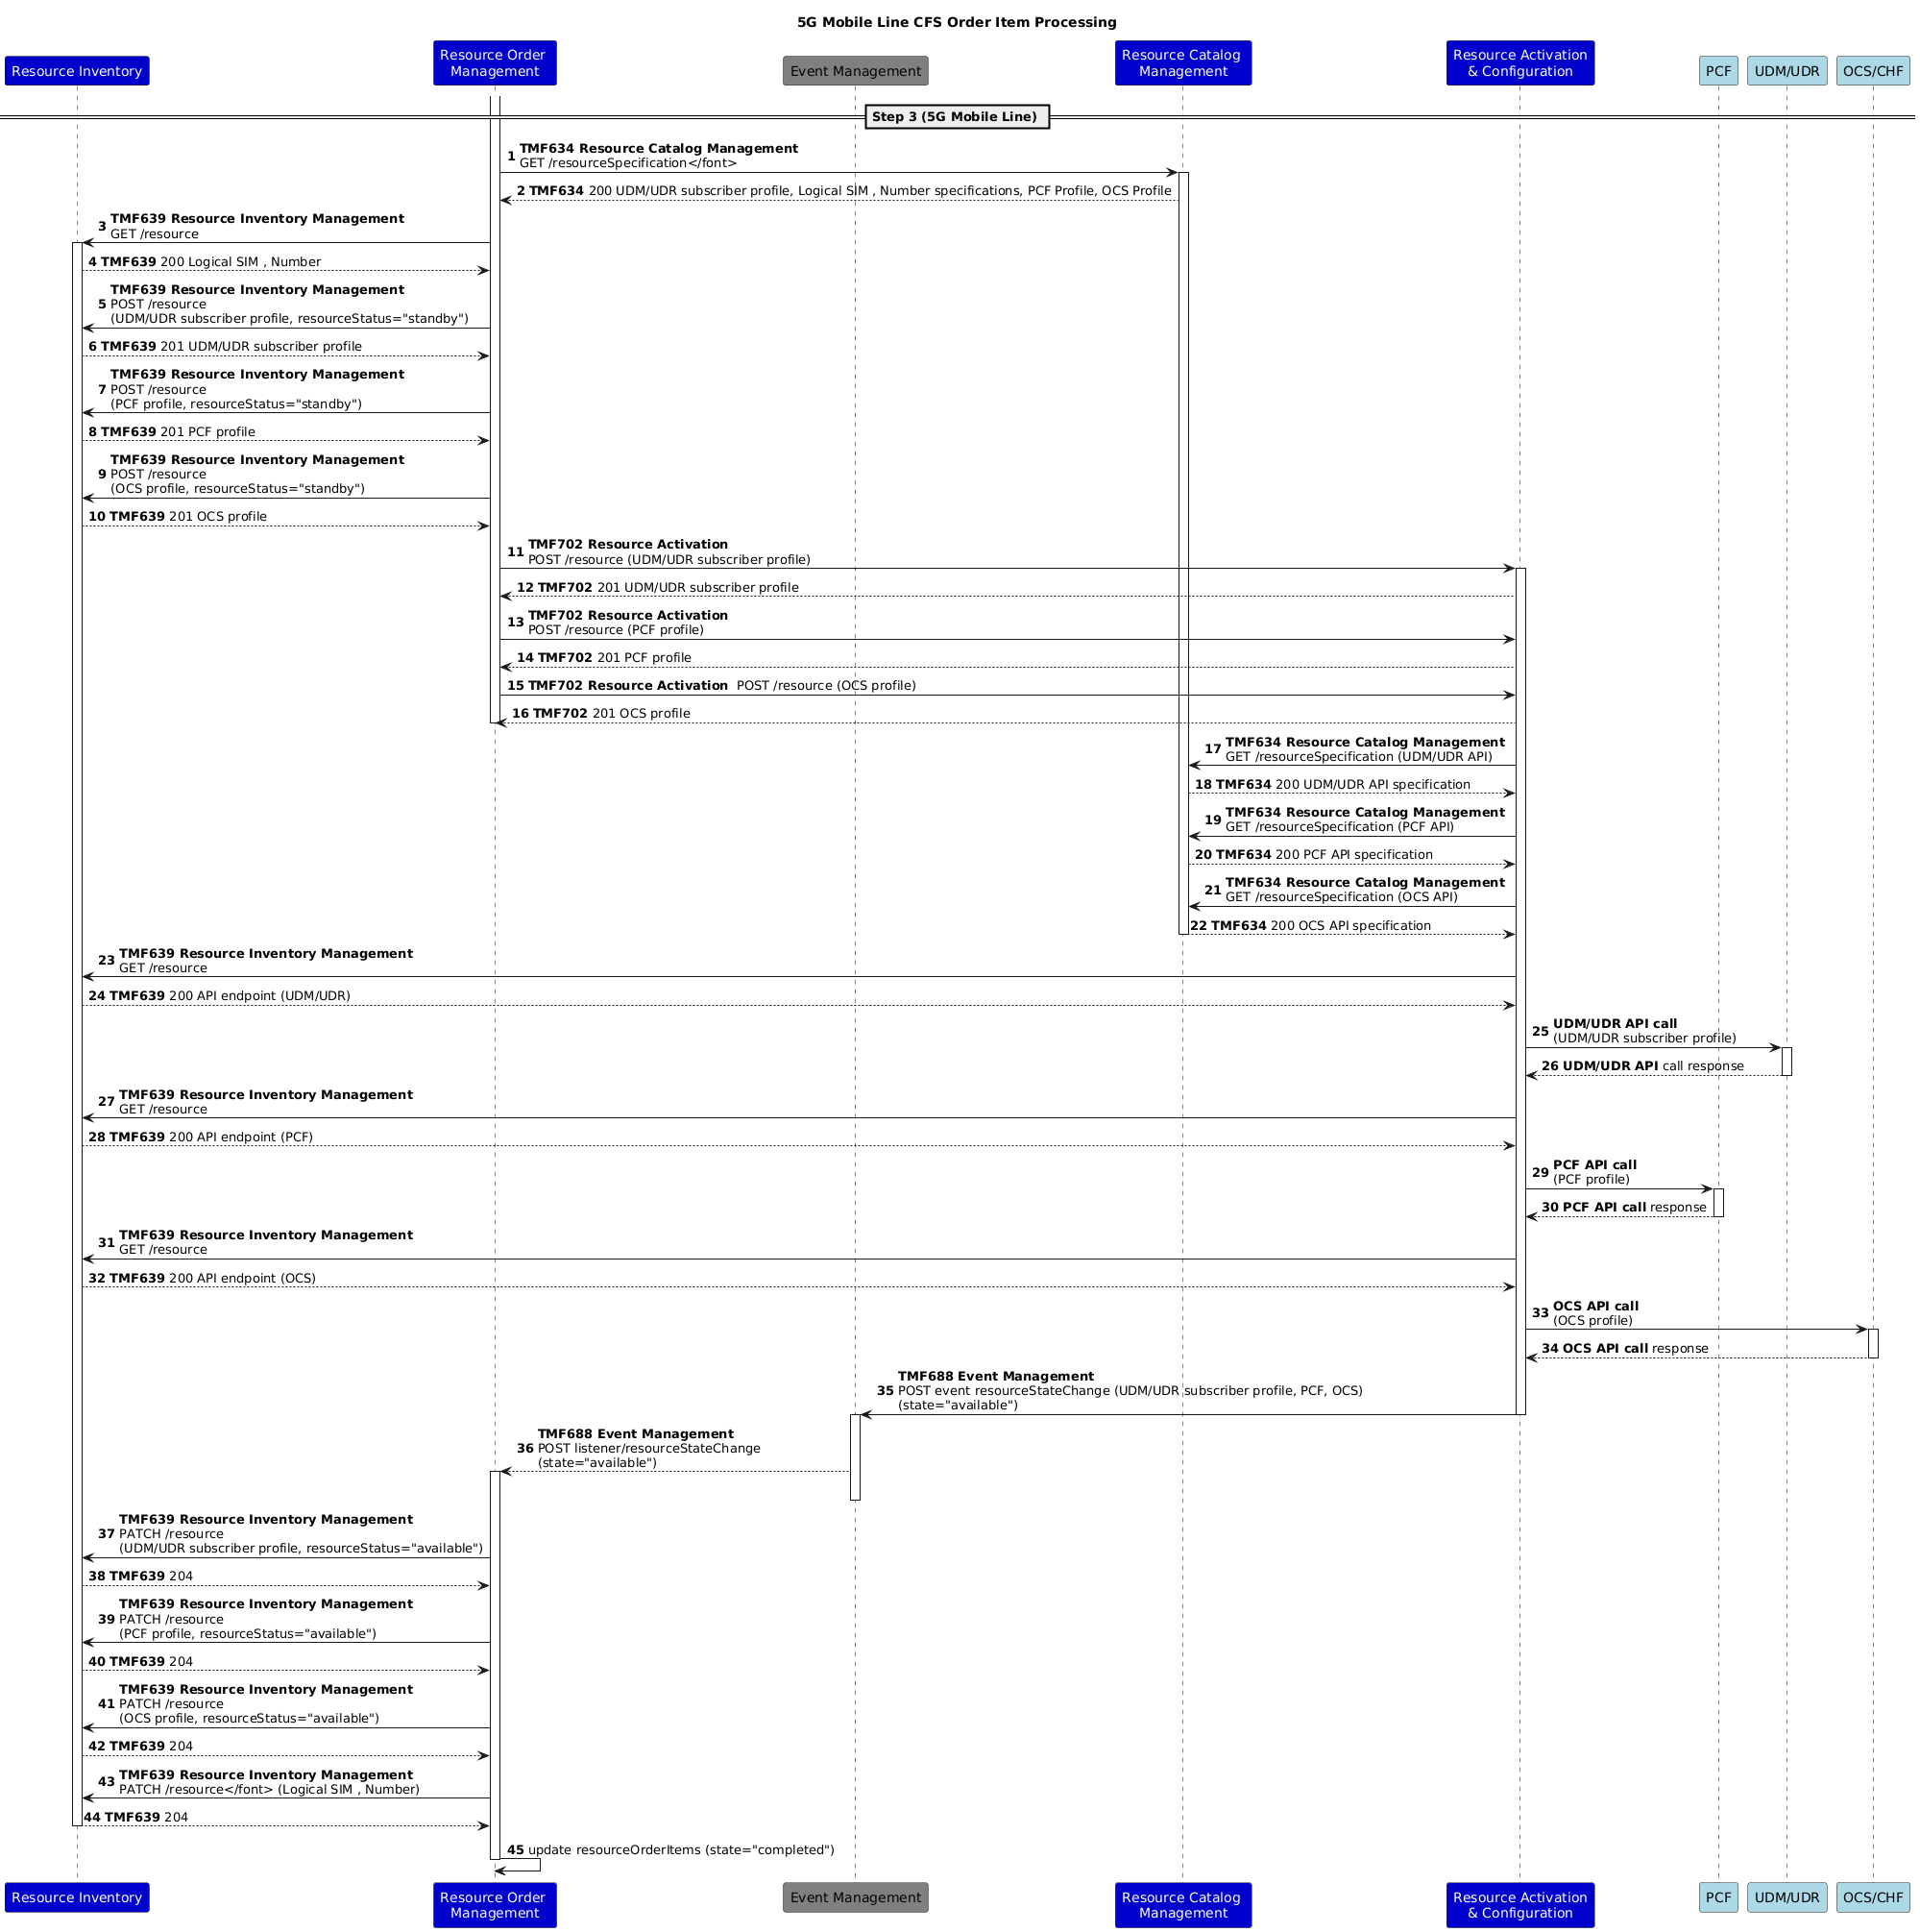 5G Mobile Line CFS Order Item Processing
Resource Inventory
Resource Order
Management
Event Management
Resource Catalog
Management
Resource Activation
& Configuration
PCF
UDM/UDR
OCS/CHF
Step 3 (5G Mobile Line)
1 TMF634 Resource Catalog Management
GET /resourceSpecification</font>
2 TMF634 200 UDM/UDR subscriber profile, Logical SIM , Number specifications, PCF Profile, OCS Profile
3 TMF639 Resource Inventory Management
GET /resource
4 TMF639 200 Logical SIM , Number
5 TMF639 Resource Inventory Management
POST /resource
(UDM/UDR subscriber profile, resourceStatus="standby")
6 TMF639 201 UDM/UDR subscriber profile
7 TMF639 Resource Inventory Management
POST /resource
(PCF profile, resourceStatus="standby")
8 TMF639 201 PCF profile
9 TMF639 Resource Inventory Management
POST /resource
(OCS profile, resourceStatus="standby")
10 TMF639 201 OCS profile
11 TMF702 Resource Activation
POST /resource (UDM/UDR subscriber profile)
12 TMF702 201 UDM/UDR subscriber profile
13 TMF702 Resource Activation
POST /resource (PCF profile)
14 TMF702 201 PCF profile
15 TMF702 Resource Activation POST /resource (OCS profile)
16 TMF702 201 OCS profile
17 TMF634 Resource Catalog Management
GET /resourceSpecification (UDM/UDR API)
18 TMF634 200 UDM/UDR API specification
19 TMF634 Resource Catalog Management
GET /resourceSpecification (PCF API)
20 TMF634 200 PCF API specification
21 TMF634 Resource Catalog Management
GET /resourceSpecification (OCS API)
22 TMF634 200 OCS API specification
23 TMF639 Resource Inventory Management
GET /resource
24 TMF639 200 API endpoint (UDM/UDR)
25 UDM/UDR API call
(UDM/UDR subscriber profile)
26 UDM/UDR API call response
27 TMF639 Resource Inventory Management
GET /resource
28 TMF639 200 API endpoint (PCF)
29 PCF API call
(PCF profile)
30 PCF API call response
31 TMF639 Resource Inventory Management
GET /resource
32 TMF639 200 API endpoint (OCS)
33 OCS API call
(OCS profile)
34 OCS API call response
35 TMF688 Event Management
POST event resourceStateChange (UDM/UDR subscriber profile, PCF, OCS)
(state="available")
36 TMF688 Event Management
POST listener/resourceStateChange
(state="available")
37 TMF639 Resource Inventory Management
PATCH /resource
(UDM/UDR subscriber profile, resourceStatus="available")
38 TMF639 204
39 TMF639 Resource Inventory Management
PATCH /resource
(PCF profile, resourceStatus="available")
40 TMF639 204
41 TMF639 Resource Inventory Management
PATCH /resource
(OCS profile, resourceStatus="available")
42 TMF639 204
43 TMF639 Resource Inventory Management
PATCH /resource</font> (Logical SIM , Number)
44 TMF639 204
45 update resourceOrderItems (state="completed")
Resource Inventory
Resource Order
Management
Event Management
Resource Catalog
Management
Resource Activation
& Configuration
PCF
UDM/UDR
OCS/CHF